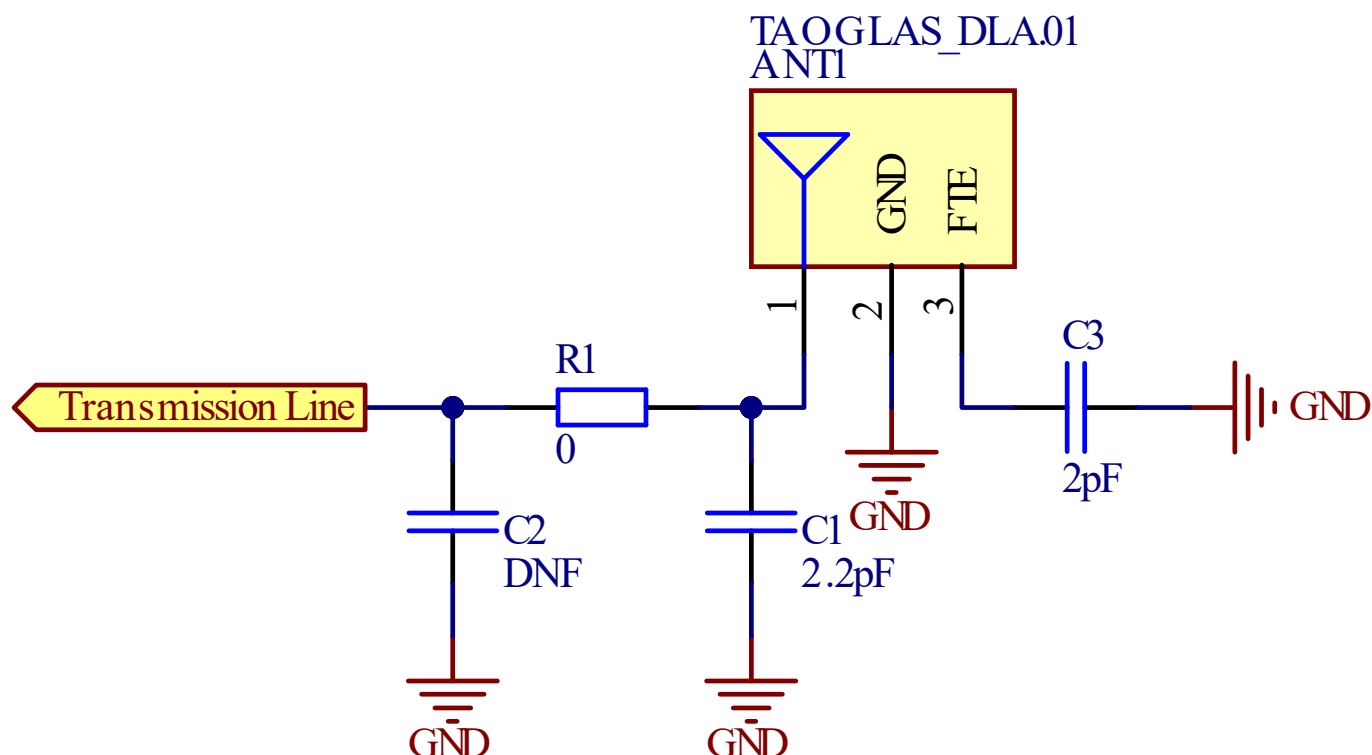 TAOGLAS_DLA.01
ANT1
GND
FTE
1
2
3
C3
2pF
GND
R1
0
Transmission Line
GND
C2
DNF
C1
2.2pF
GND
GND